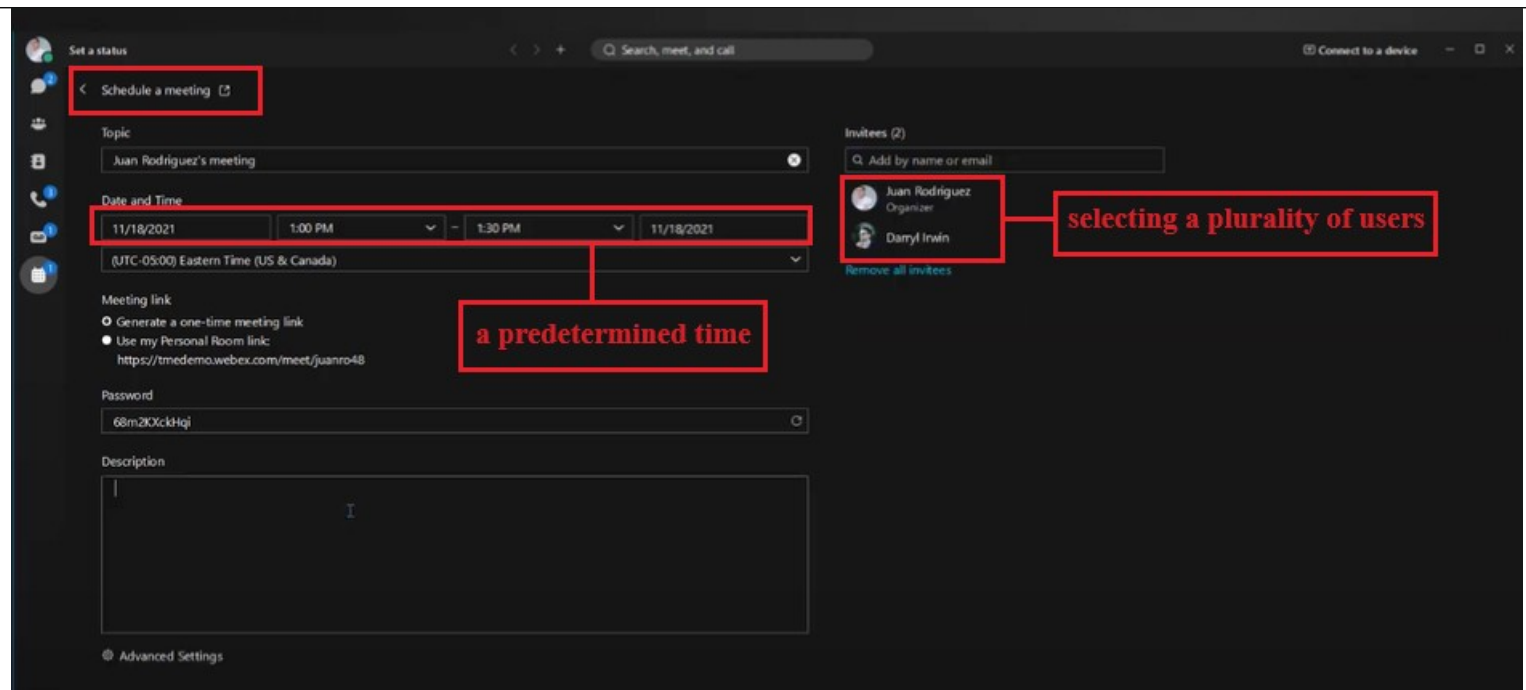 Set a status
Search, meet, and call
Connect to a device
2
Schedule a meeting
Topic
Juan Rodriguez's meeting
Invitees (2)
Add by name or email
Juan Rodriguez
Organizer
Darryl Irwin
Remove all invitees
selecting a plurality of users
Date and Time
11/18/2021 1:00 PM – 1:30 PM 11/18/2021
(UTC-05:00) Eastern Time (US & Canada)
a predetermined time
Meeting link
Generate a one-time meeting link
Use my Personal Room link:
https://tmedemo.webex.com/meet/juanro48
Password
68m2KXckHqi
Description
Advanced Settings